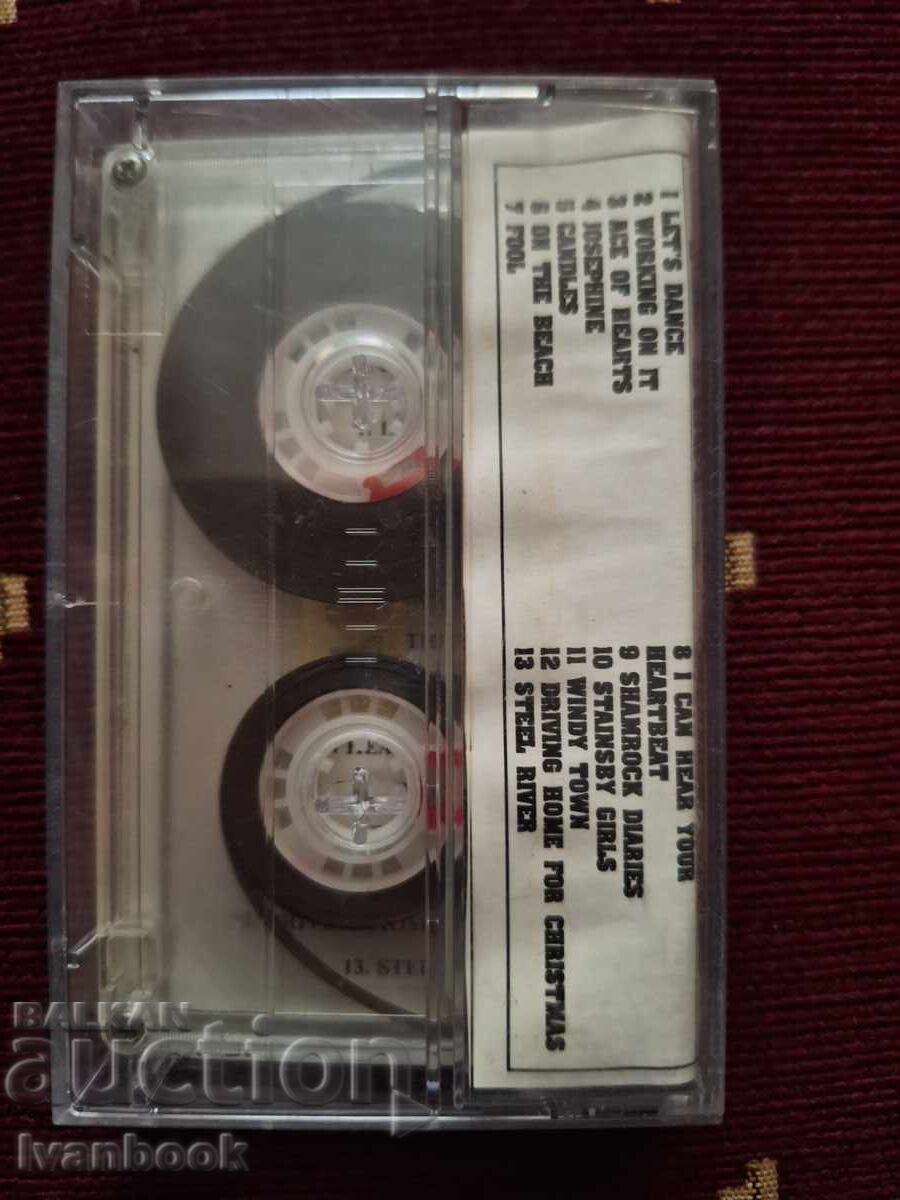 1 LET'S DANCE
2 WORKING ON IT
3 ACE OF HEARTS
4 JOSEPHINE
5 CANDLES
6 ON THE BEACH
7 FOOL
8 I CAN HEAR YOUR
HEARTBEAT
9 SHAMROCK DIARIES
10 STAINSBY GIRLS
11 WINDY TOWN
12 DRIVING HOME FOR CHRISTMAS
13 STEEL RIVER
13. STEE
BALKAN
auction
Ivanbook